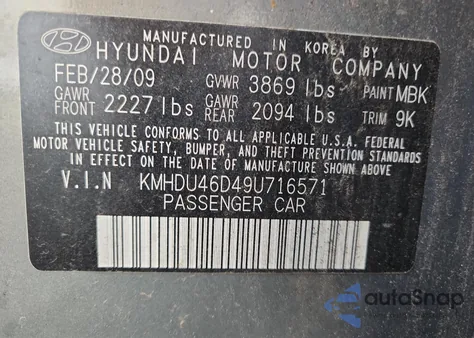 MANUFACTURED IN KOREA BY
HYUNDAI MOTOR COMPANY
FEB/28/09 GVWR 3869 lbs PAINT MBK
GAWR FRONT 2227 lbs GAWR REAR 2094 lbs TRIM 9K
THIS VEHICLE CONFORMS TO ALL APPLICABLE U.S.A. FEDERAL
MOTOR VEHICLE SAFETY, BUMPER, AND THEFT PREVENTION STANDARDS
IN EFFECT ON THE DATE OF MANUFACTURE SHOWN ABOVE.
V.I.N KMHDU46D49U716571
PASSENGER CAR
autoSnap